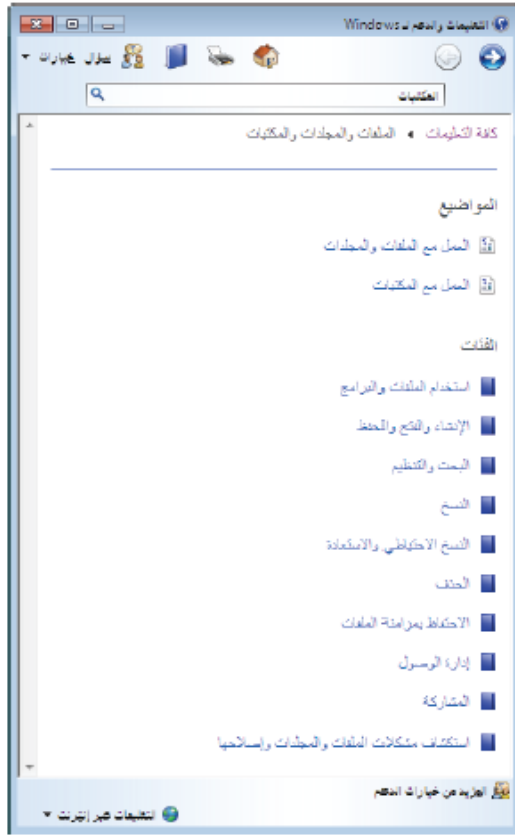 التعليمات والدعم لـ Windows
سؤال خيارات
المكتبات
كافة التعليمات ◂ الملفات والمجلدات والمكتبات
المواضيع
العمل مع الملفات والمجلدات
العمل مع المكتبات
الفئات
استخدام الملفات والبرامج
الإنشاء والفتح والحفظ
البحث والتنظيم
النسخ
النسخ الاحتياطي والاستعادة
الحذف
الاحتفاظ بمزامنة الملفات
إدارة الوصول
المشاركة
استكشاف مشكلات الملفات والمجلدات وإصلاحها
المزيد من خيارات الدعم
التعليمات عبر إنترنت